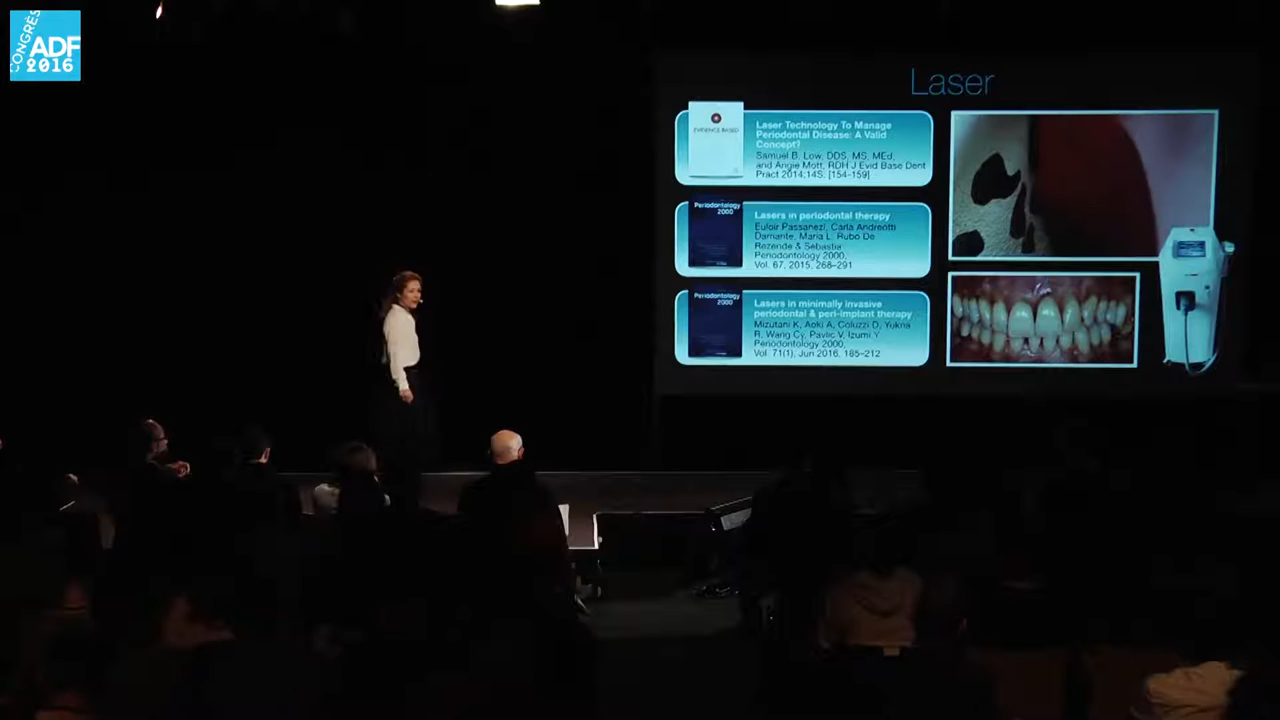 CONGRÈS
ADF
2016
Laser
EVIDENCE-BASED
Laser Technology To Manage
Periodontal Disease: A Valid
Concept?
Samuel B. Low, DDS, MS, MEd,
and Angie Mott, RDH J Evid Base Dent
Pract 2014;14S: [154-159]
Periodontology
2000
Lasers in periodontal therapy
Euloir Passanezi, Carla Andreotti
Damante, Maria L. Rubo De
Rezende & Sebastia
Periodontology 2000,
Vol. 67, 2015, 268-291
Periodontology
2000
Lasers in minimally invasive
periodontal & peri-implant therapy
Mizutani K, Aoki A, Coluzzi D, Yukna
R, Wang Cy, Pavlic V, Izumi Y
Periodontology 2000,
Vol. 71(1), Jun 2016, 185-212